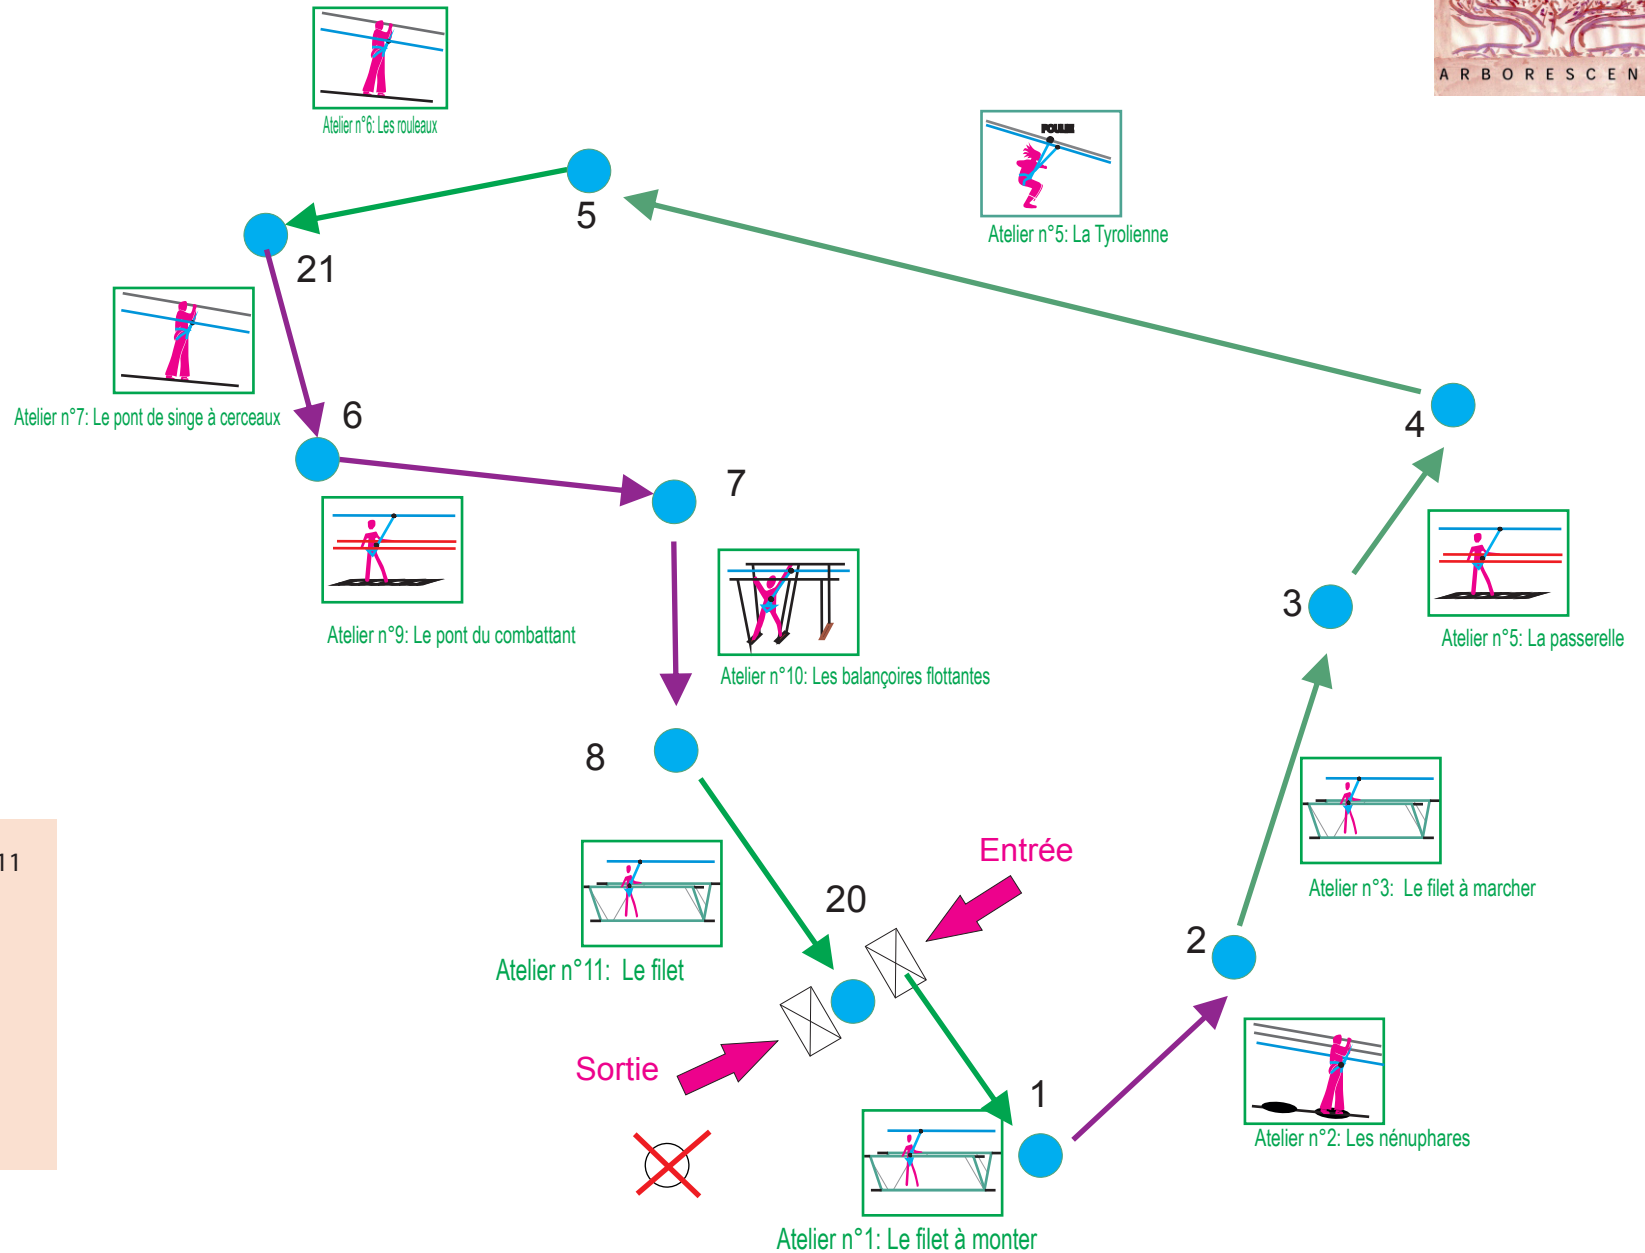 ARBORESCEN
Atelier n°6: Les rouleaux
POULIE
Atelier n°5: La Tyrolienne
5
21
Atelier n°7: Le pont de singe à cerceaux
6
4
7
3
Atelier n°9: Le pont du combattant
Atelier n°5: La passerelle
Atelier n°10: Les balançoires flottantes
8
Entrée
11
Atelier n°3: Le filet à marcher
20
2
Atelier n°11: Le filet
Sortie
1
Atelier n°2: Les nénuphares
Atelier n°1: Le filet à monter